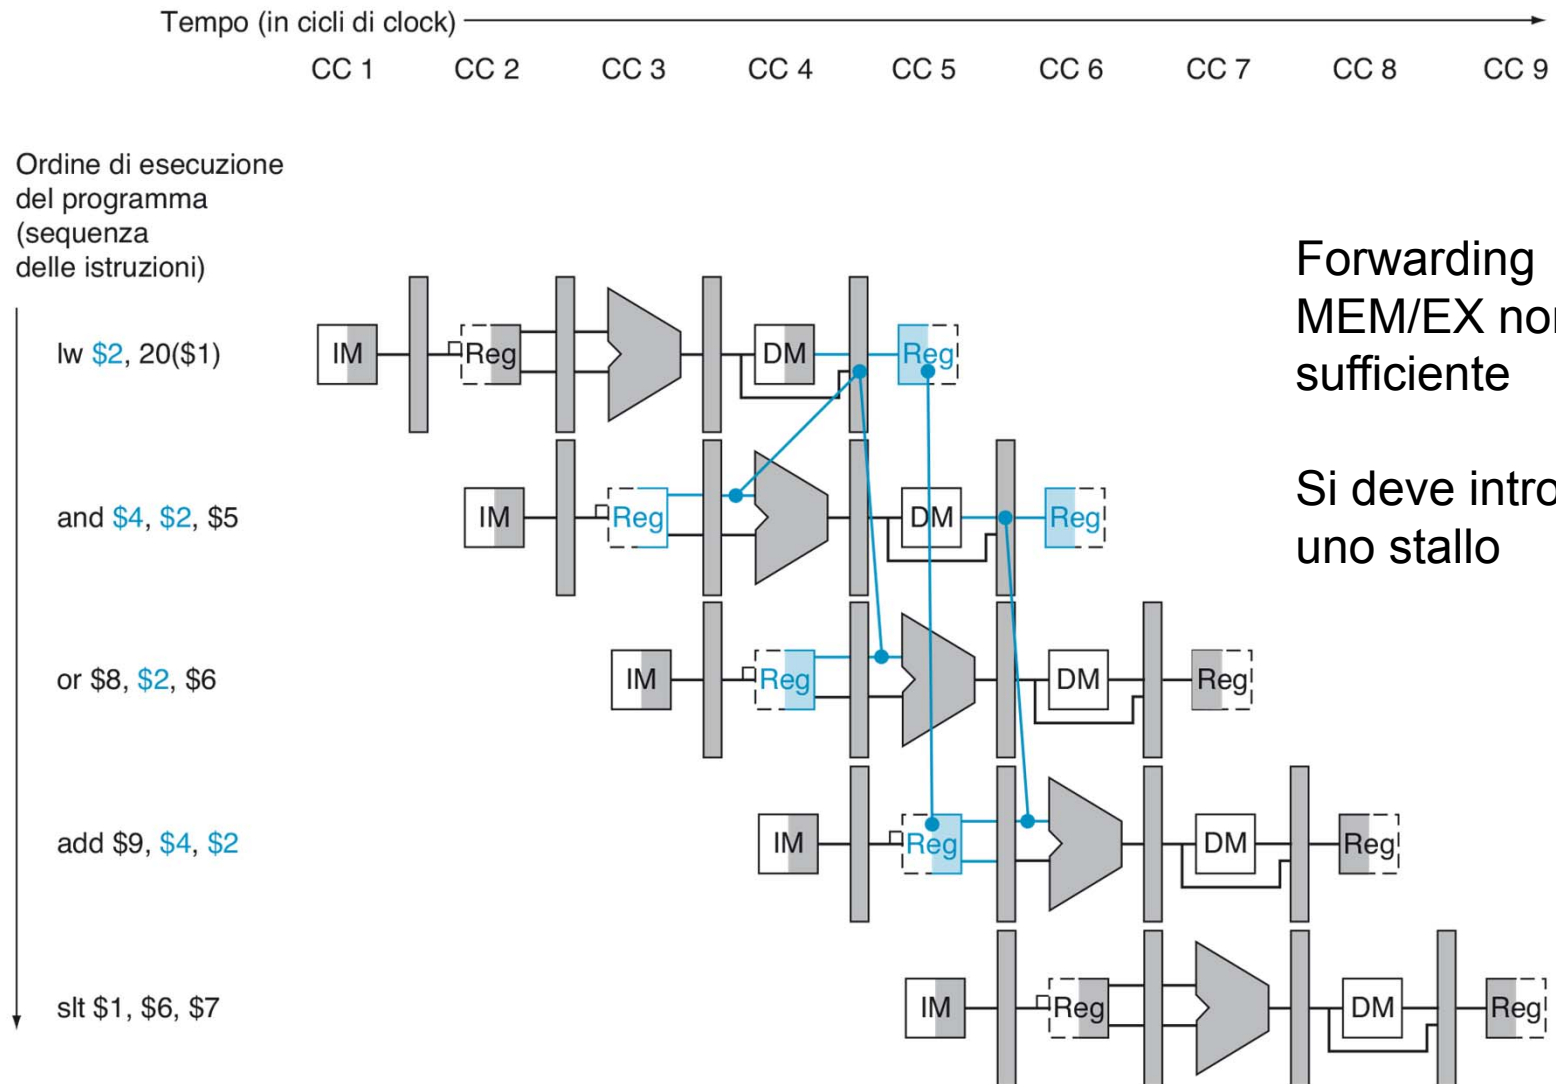 Tempo (in cicli di clock)
CC 1 CC 2 CC 3 CC 4 CC 5 CC 6 CC 7 CC 8 CC 9
Ordine di esecuzione
del programma
(sequenza
delle istruzioni)
Forwarding
MEM/EX non
sufficiente
Si deve intro
uno stallo
lw $2, 20($1)
IM Reg DM Reg
and $4, $2, $5
IM Reg DM Reg
or $8, $2, $6
IM Reg DM Reg
add $9, $4, $2
IM Reg DM Reg
slt $1, $6, $7
IM Reg DM Reg